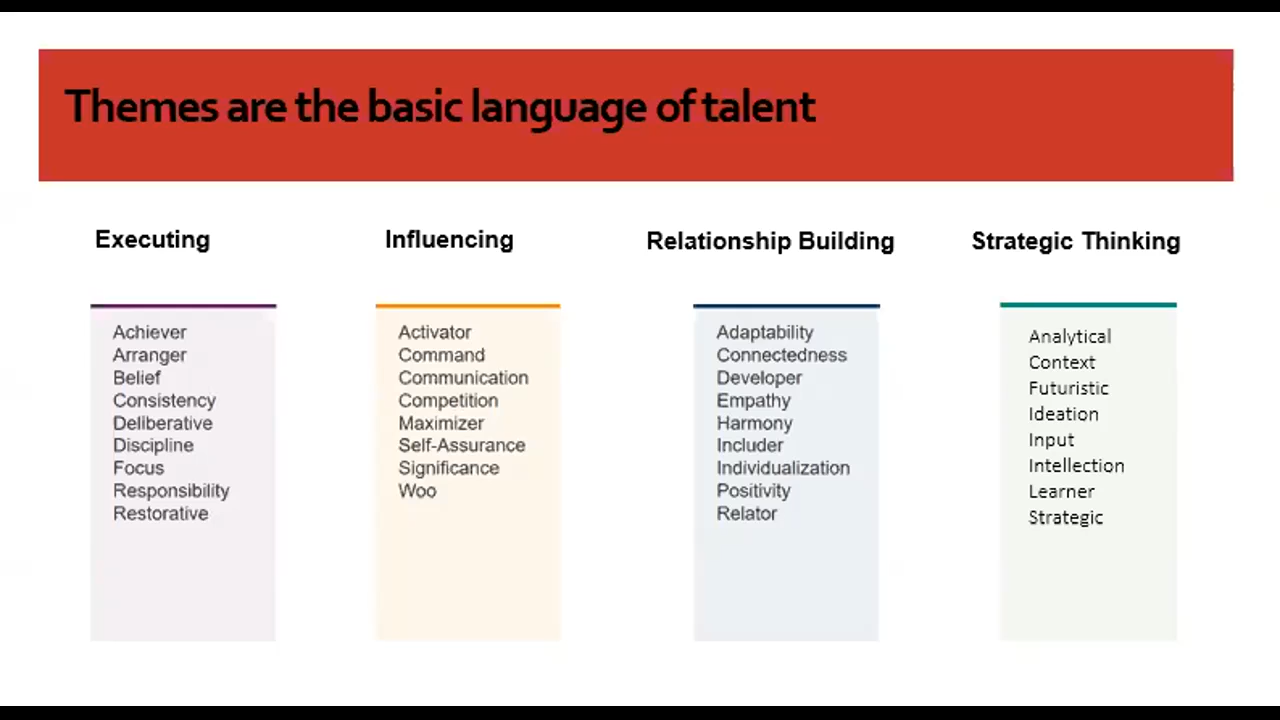 Themes are the basic language of talent
Executing
Achiever
Arranger
Belief
Consistency
Deliberative
Discipline
Focus
Responsibility
Restorative
Influencing
Activator
Command
Communication
Competition
Maximizer
Self-Assurance
Significance
Woo
Relationship Building
Adaptability
Connectedness
Developer
Empathy
Harmony
Includer
Individualization
Positivity
Relator
Strategic Thinking
Analytical
Context
Futuristic
Ideation
Input
Intellection
Learner
Strategic